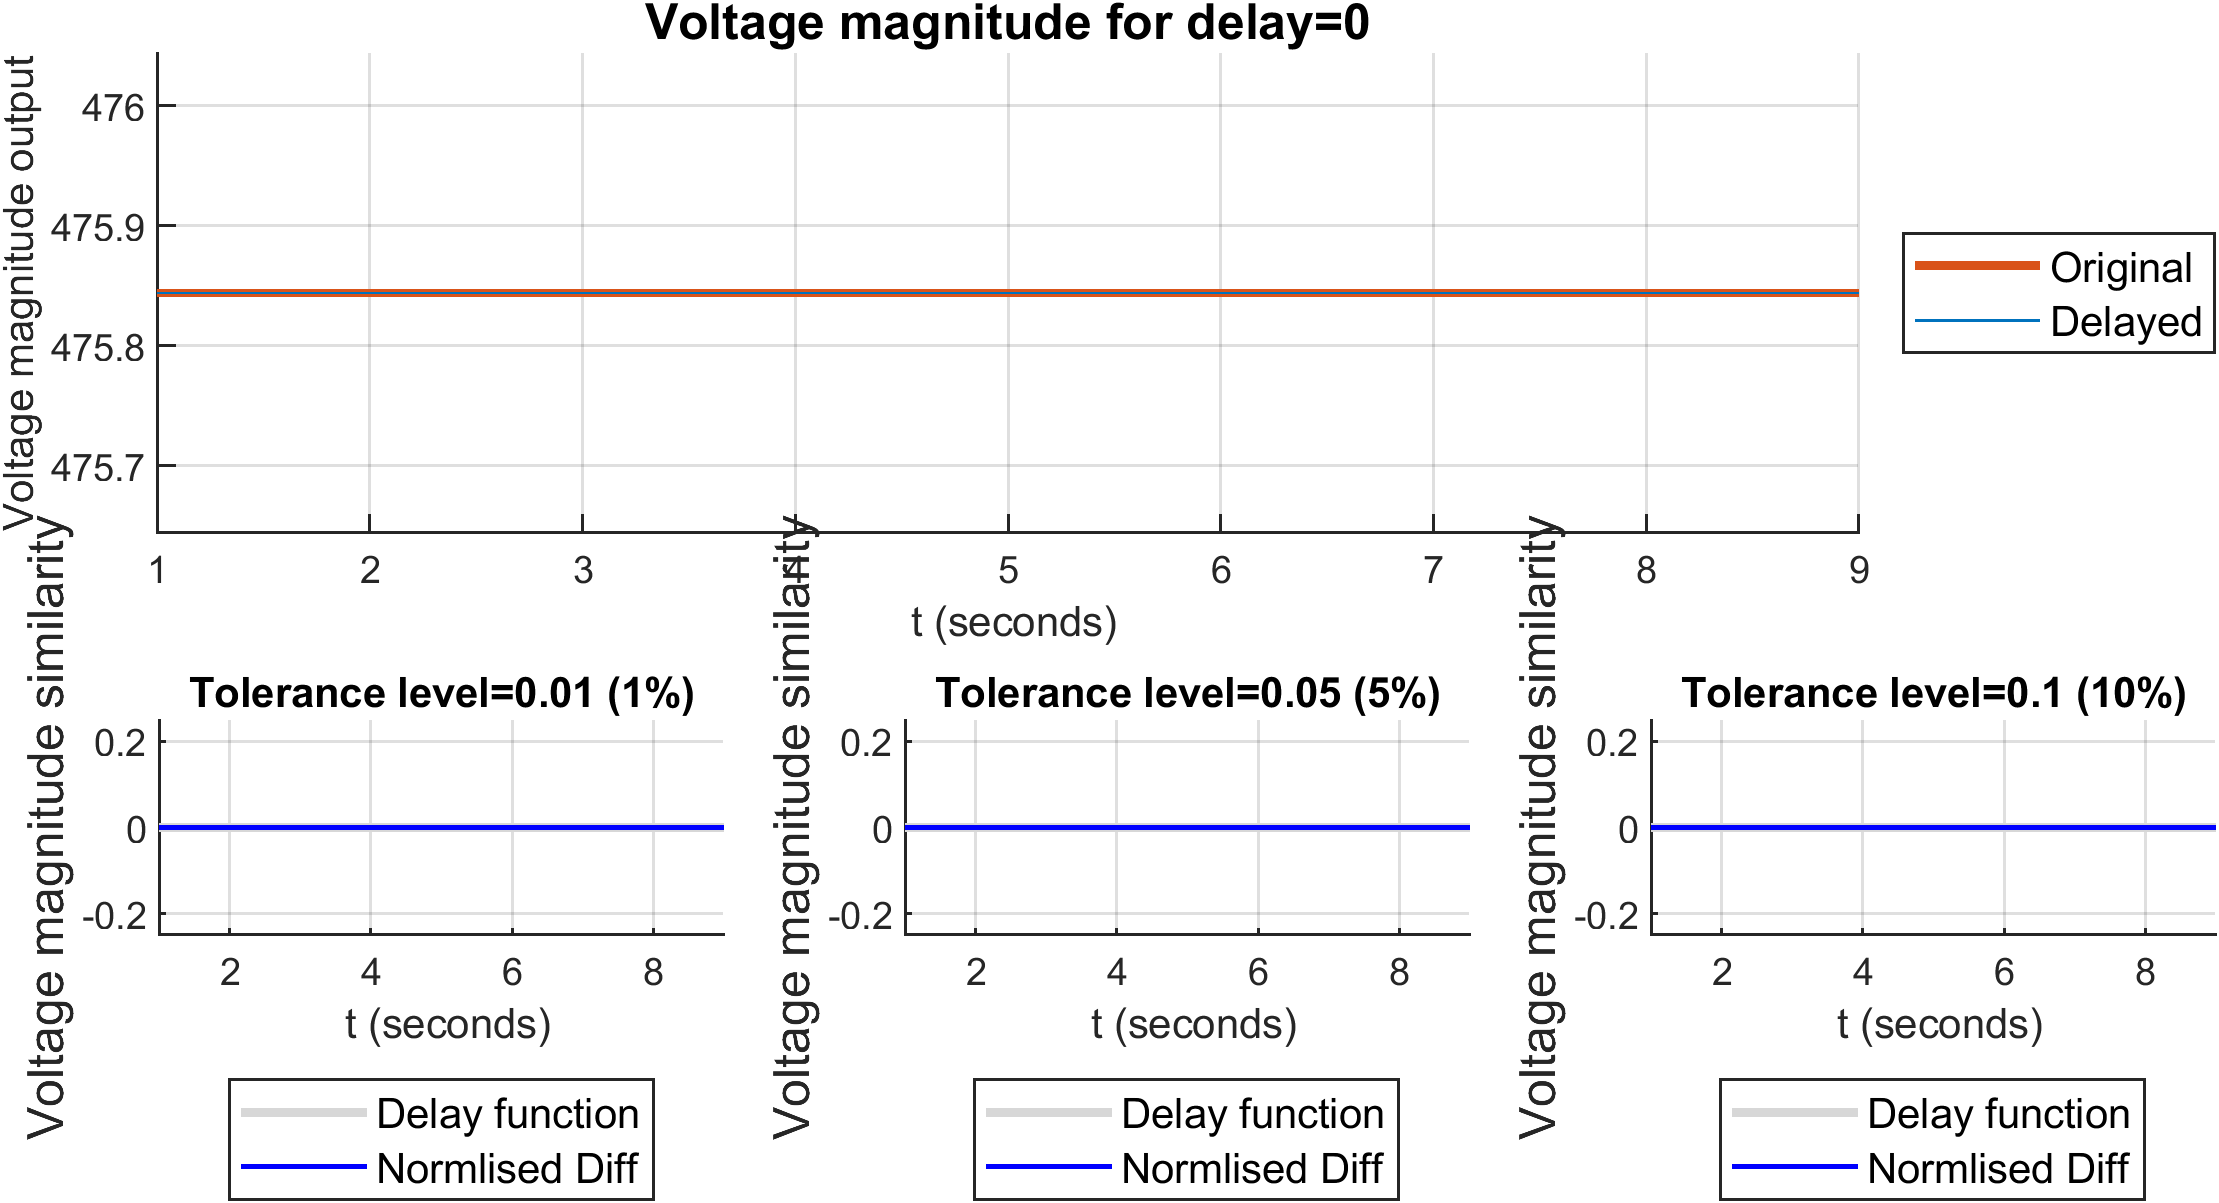 Voltage magnitude for delay=0
Voltage magnitude output
476
475.9
475.8
475.7
1 2 3 4 5 6 7 8 9
t (seconds)
Original
Delayed
Tolerance level=0.01 (1%)
Voltage magnitude similarity
0.2
0
-0.2
2 4 6 8
t (seconds)
Delay function
Normlised Diff
Tolerance level=0.05 (5%)
Voltage magnitude similarity
0.2
0
-0.2
2 4 6 8
t (seconds)
Delay function
Normlised Diff
Tolerance level=0.1 (10%)
Voltage magnitude similarity
0.2
0
-0.2
2 4 6 8
t (seconds)
Delay function
Normlised Diff